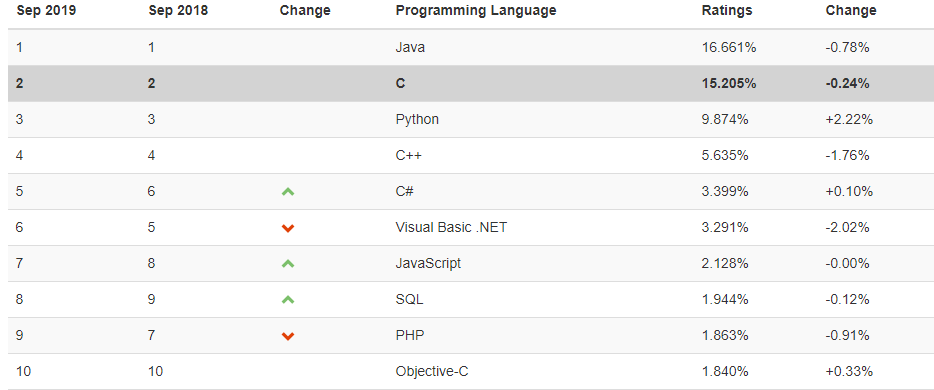 Sep 2019 Sep 2018 Change Programming Language Ratings Change
1 1 Java 16.661% -0.78%
2 2 C 15.205% -0.24%
3 3 Python 9.874% +2.22%
4 4 C++ 5.635% -1.76%
5 6 C# 3.399% +0.10%
6 5 Visual Basic .NET 3.291% -2.02%
7 8 JavaScript 2.128% -0.00%
8 9 SQL 1.944% -0.12%
9 7 PHP 1.863% -0.91%
10 10 Objective-C 1.840% +0.33%